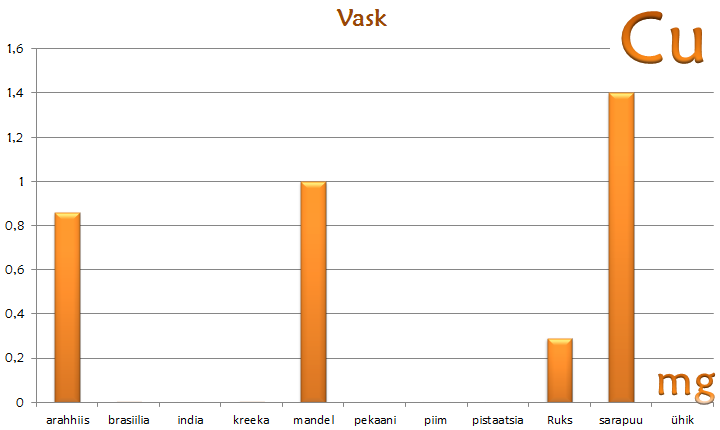 Vask
Cu
1,6
1,4
1,2
1
0,8
0,6
0,4
0,2
0
mg
arahhiis brasiilia india kreeka mandel pekaani piim pistaatsia Ruks sarapuu ühik